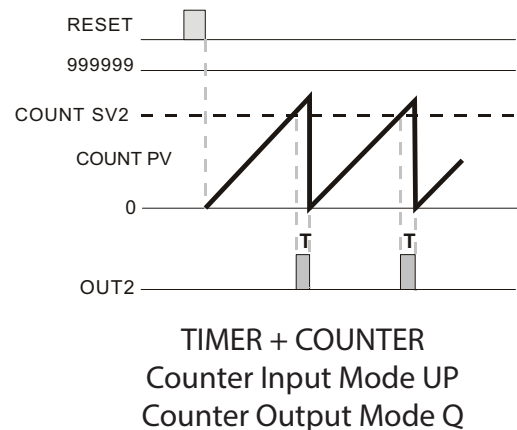 RESET
999999
COUNT SV2
COUNT PV
0
T T
OUT2
TIMER + COUNTER
Counter Input Mode UP
Counter Output Mode Q